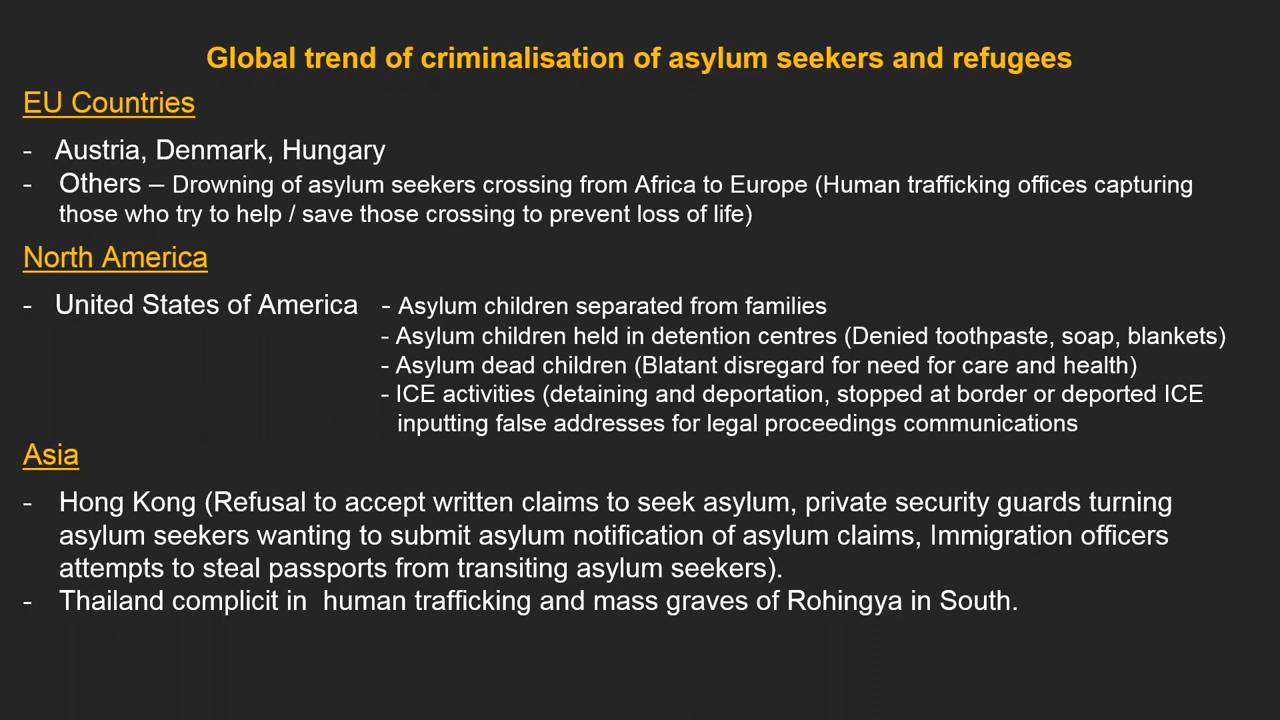 Global trend of criminalisation of asylum seekers and refugees
EU Countries
- Austria, Denmark, Hungary
- Others – Drowning of asylum seekers crossing from Africa to Europe (Human trafficking offices capturing
those who try to help / save those crossing to prevent loss of life)
North America
- United States of America - Asylum children separated from families
- Asylum children held in detention centres (Denied toothpaste, soap, blankets)
- Asylum dead children (Blatant disregard for need for care and health)
- ICE activities (detaining and deportation, stopped at border or deported ICE
inputting false addresses for legal proceedings communications
Asia
- Hong Kong (Refusal to accept written claims to seek asylum, private security guards turning
asylum seekers wanting to submit asylum notification of asylum claims, Immigration officers
attempts to steal passports from transiting asylum seekers).
- Thailand complicit in human trafficking and mass graves of Rohingya in South.